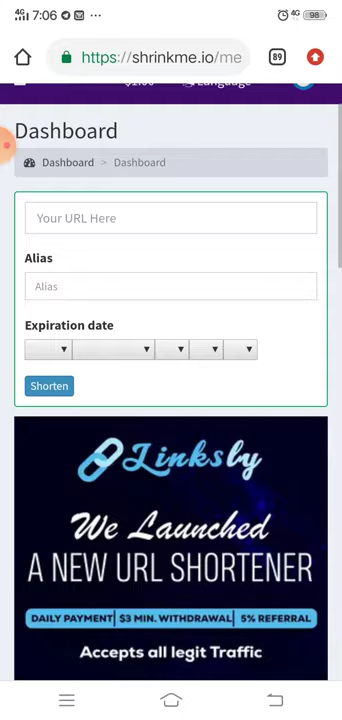 4G 7:06 4G 98
https://shrinkme.io/me 89
Language
Dashboard
Dashboard > Dashboard
Your URL Here
Alias
Alias
Expiration date
Shorten
Linksly
We Launched
A NEW URL SHORTENER
DAILY PAYMENT| $3 MIN. WITHDRAWAL| 5% REFERRAL
Accepts all legit Traffic